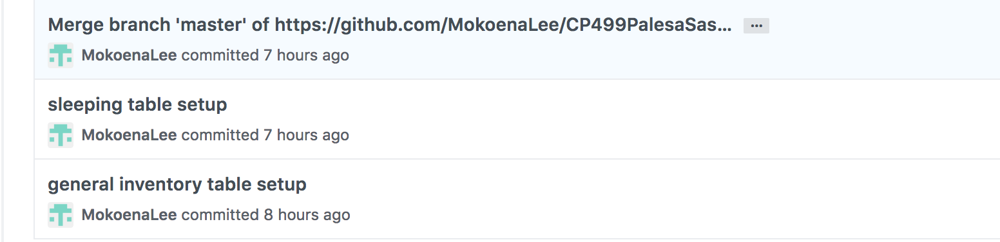 Merge branch 'master' of https://github.com/MokoenaLee/CP499PalesaSas... ...
MokoenaLee committed 7 hours ago
sleeping table setup
MokoenaLee committed 7 hours ago
general inventory table setup
MokoenaLee committed 8 hours ago